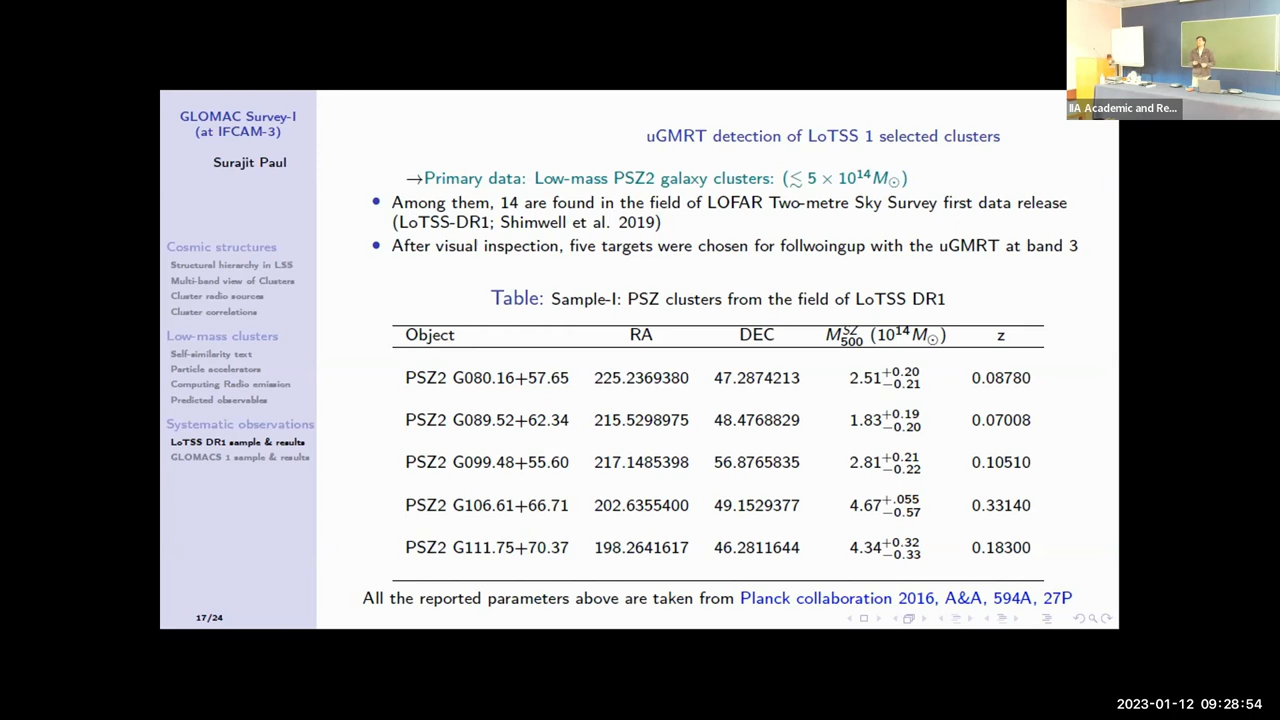 IIA Academic and Re...
GLOMAC Survey-I
(at IFCAM-3)
Surajit Paul
Cosmic structures
Structural hierarchy in LSS
Multi-band view of Clusters
Cluster radio sources
Cluster correlations
Low-mass clusters
Self-similarity text
Particle accelerators
Computing Radio emission
Predicted observables
Systematic observations
LoTSS DR1 sample & results
GLOMACS 1 sample & results
17/24
uGMRT detection of LoTSS 1 selected clusters
→Primary data: Low-mass PSZ2 galaxy clusters: (≲ 5 × 10¹⁴M⊙)
• Among them, 14 are found in the field of LOFAR Two-metre Sky Survey first data release
(LoTSS-DR1; Shimwell et al. 2019)
• After visual inspection, five targets were chosen for follwoingup with the uGMRT at band 3
Table: Sample-I: PSZ clusters from the field of LoTSS DR1
Object RA DEC M^SZ_500 (10¹⁴M⊙) z
PSZ2 G080.16+57.65 225.2369380 47.2874213 2.51^+0.20_−0.21 0.08780
PSZ2 G089.52+62.34 215.5298975 48.4768829 1.83^+0.19_−0.20 0.07008
PSZ2 G099.48+55.60 217.1485398 56.8765835 2.81^+0.21_−0.22 0.10510
PSZ2 G106.61+66.71 202.6355400 49.1529377 4.67^+.055_−0.57 0.33140
PSZ2 G111.75+70.37 198.2641617 46.2811644 4.34^+0.32_−0.33 0.18300
All the reported parameters above are taken from Planck collaboration 2016, A&A, 594A, 27P
2023-01-12 09:28:54